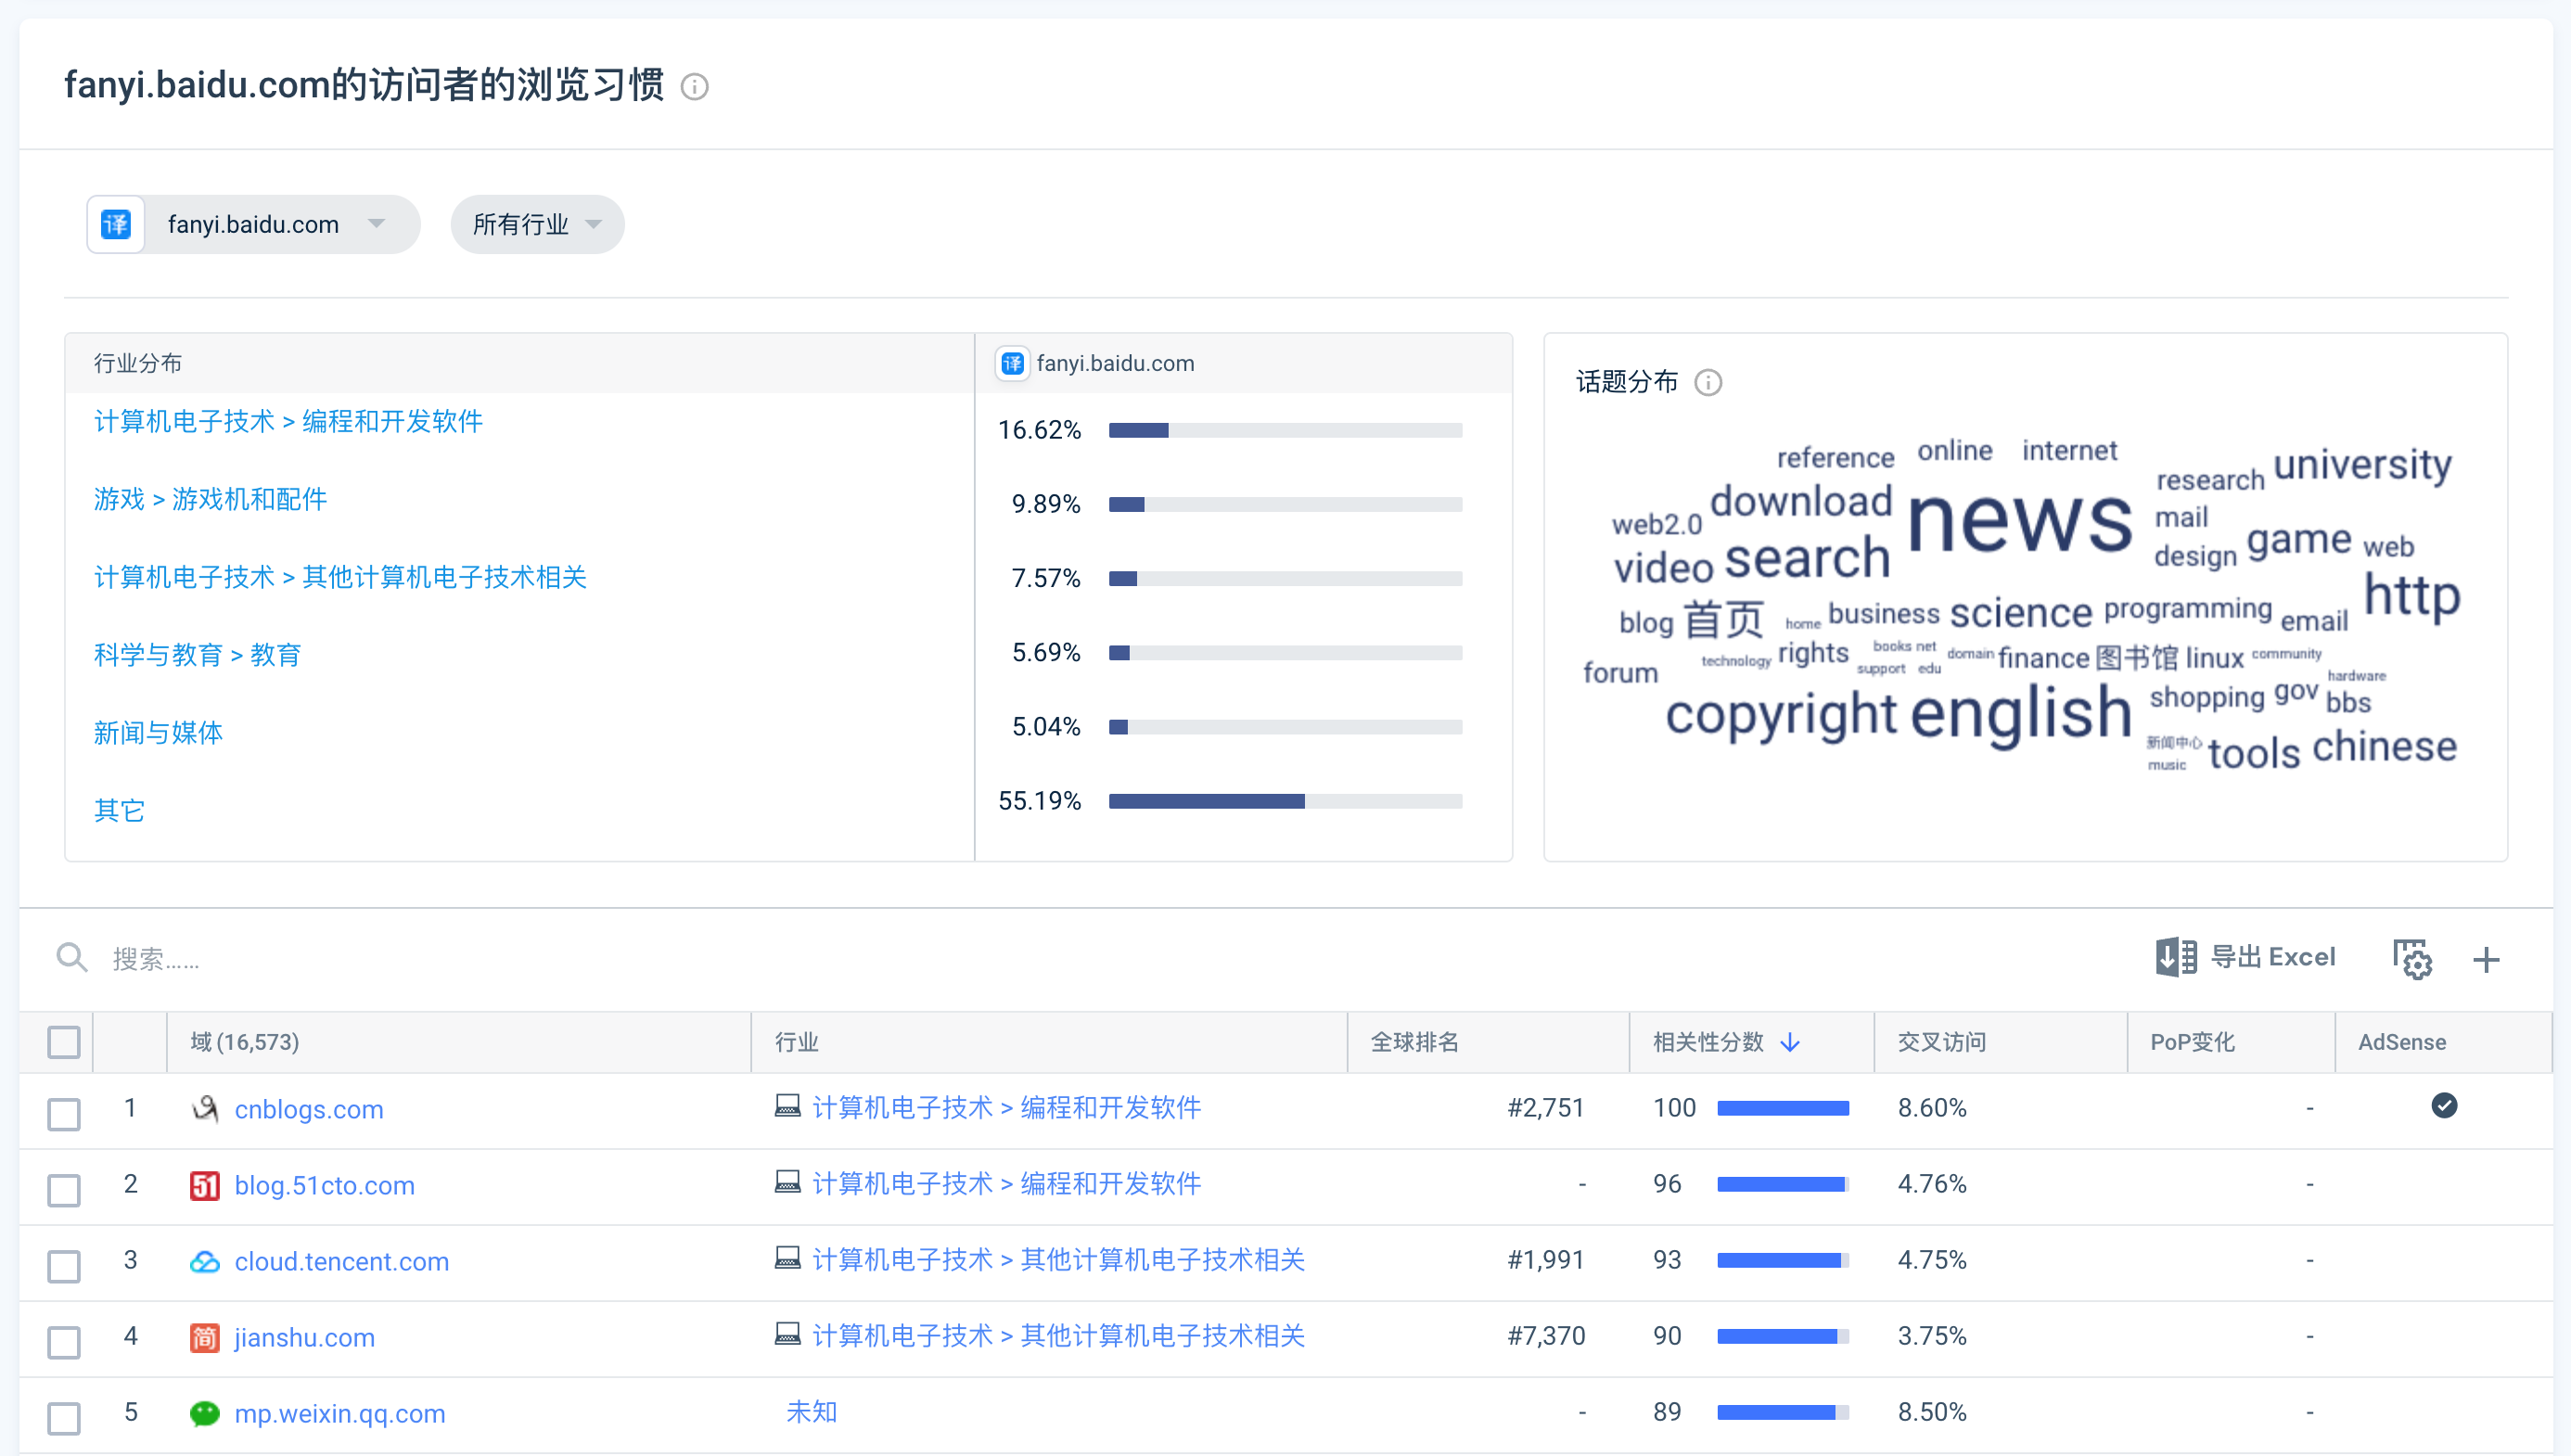 fanyi.baidu.com的访问者的浏览习惯
译 fanyi.baidu.com 所有行业
行业分布 译 fanyi.baidu.com
计算机电子技术 > 编程和开发软件 16.62%
游戏 > 游戏机和配件 9.89%
计算机电子技术 > 其他计算机电子技术相关 7.57%
科学与教育 > 教育 5.69%
新闻与媒体 5.04%
其它 55.19%
话题分布
reference online internet
research university
web2.0 download news mail
video search design game web
http
blog 首页 home business science programming email
forum technology rights books net support edu domain finance 图书馆 linux community
hardware
copyright english shopping gov bbs
新闻中心 music tools chinese
搜索...... 导出 Excel
域 (16,573) 行业 全球排名 相关性分数 交叉访问 PoP变化 AdSense
1 cnblogs.com 计算机电子技术 > 编程和开发软件 #2,751 100 8.60% -
2 51 blog.51cto.com 计算机电子技术 > 编程和开发软件 - 96 4.76% -
3 cloud.tencent.com 计算机电子技术 > 其他计算机电子技术相关 #1,991 93 4.75% -
4 简 jianshu.com 计算机电子技术 > 其他计算机电子技术相关 #7,370 90 3.75% -
5 mp.weixin.qq.com 未知 - 89 8.50% -